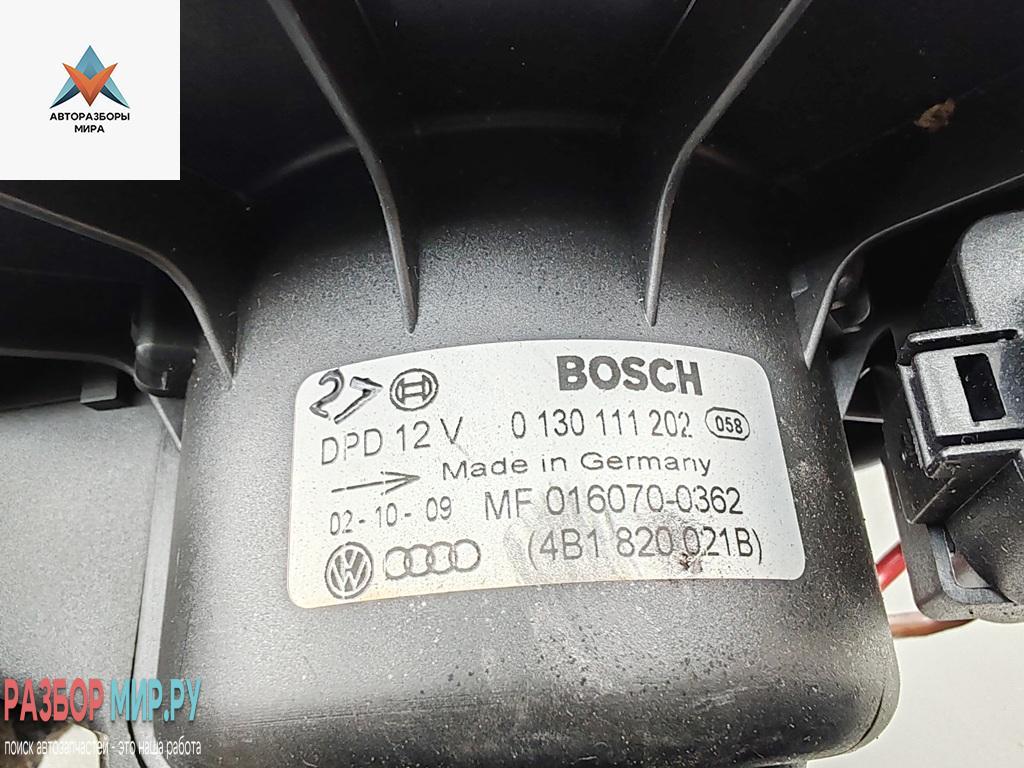 АВТОРАЗБОРЫ
МИРА
27
BOSCH
DPD 12 V 0 130 111 202 058
Made in Germany
02-10-09 MF 016070-0362
(4B1 820 021B)
РАЗБОР МИР.РУ
поиск автозапчастей - это наша работа